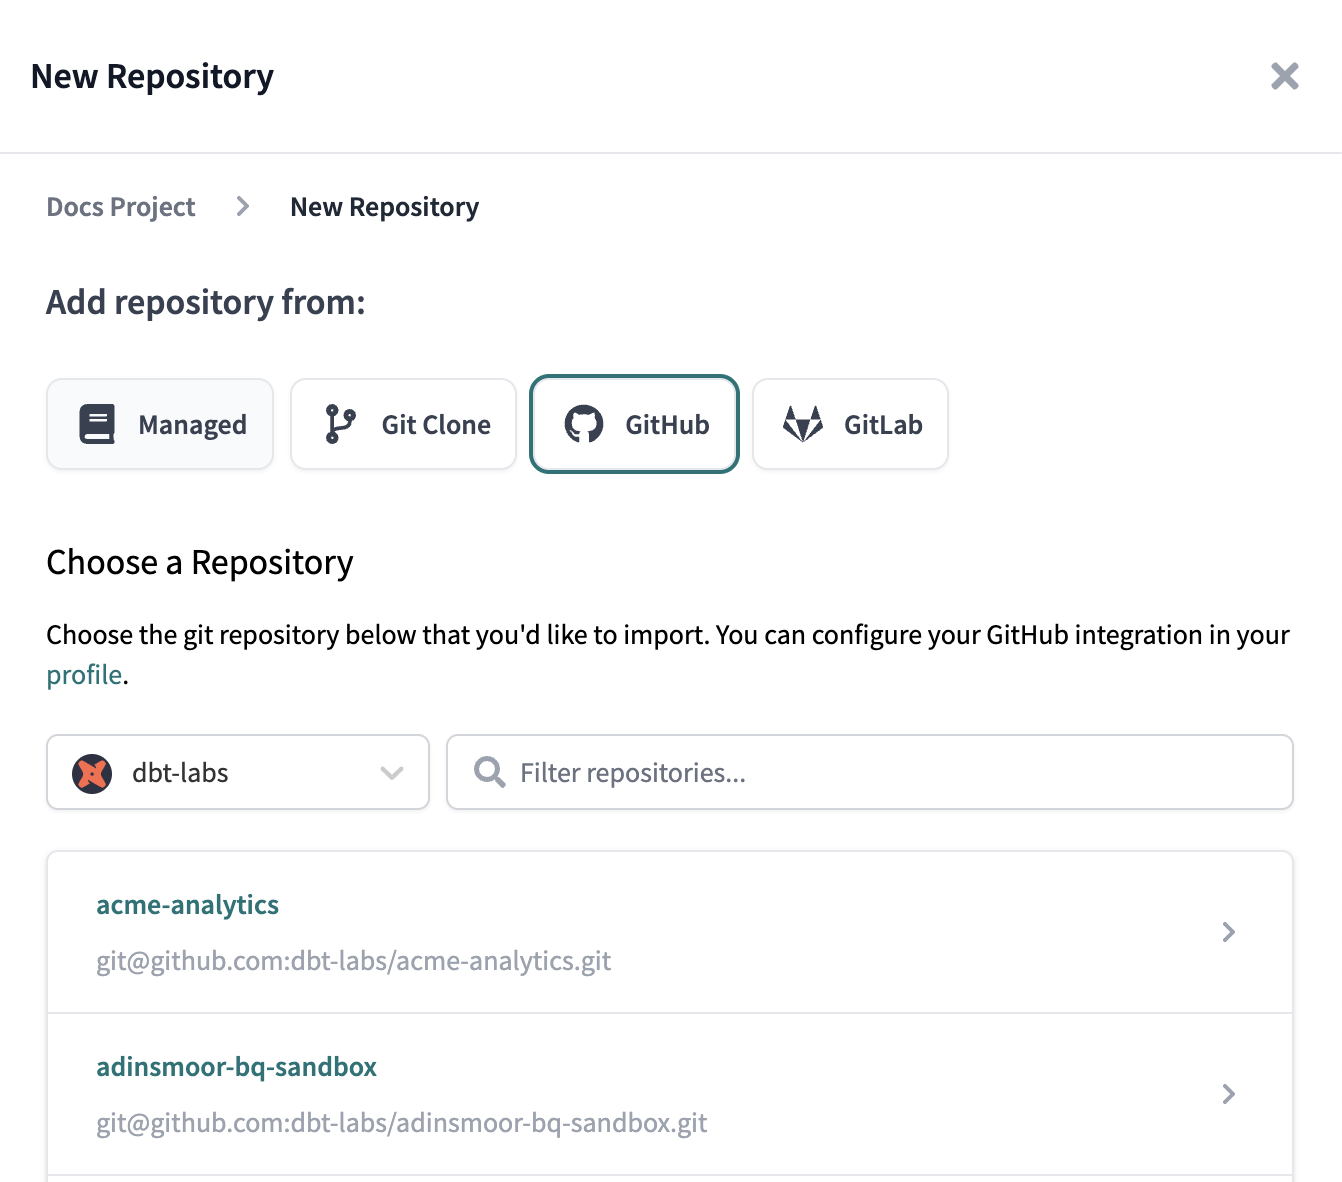 New Repository
Docs Project New Repository
Add repository from:
Managed Git Clone GitHub GitLab
Choose a Repository
Choose the git repository below that you'd like to import. You can configure your GitHub integration in your
profile.
dbt-labs Filter repositories...
acme-analytics
git@github.com:dbt-labs/acme-analytics.git
adinsmoor-bq-sandbox
git@github.com:dbt-labs/adinsmoor-bq-sandbox.git